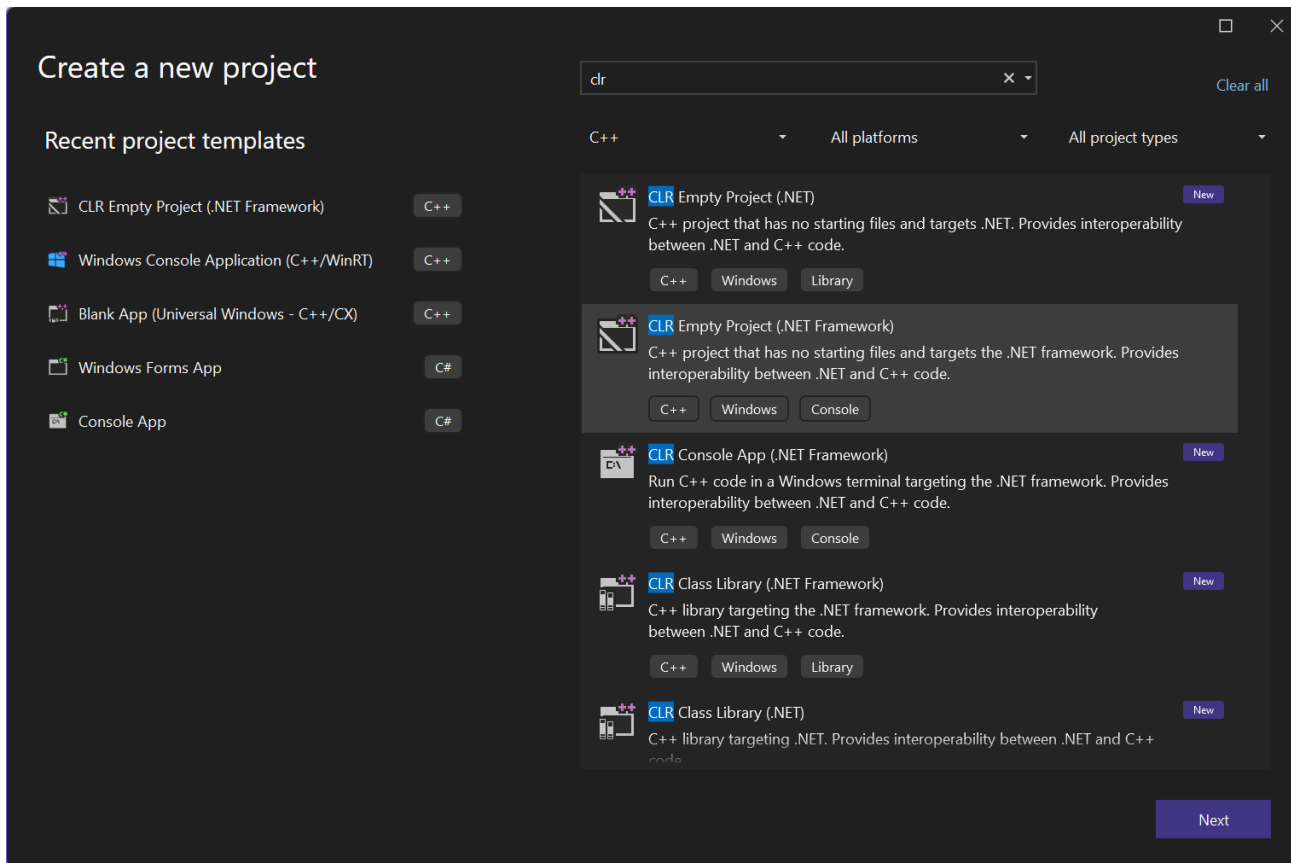 Create a new project
clr
Clear all
Recent project templates
C++
All platforms
All project types
CLR Empty Project (.NET Framework)
C++
Windows Console Application (C++/WinRT)
C++
Blank App (Universal Windows - C++/CX)
C++
Windows Forms App
C#
Console App
C#
CLR Empty Project (.NET)
New
C++ project that has no starting files and targets .NET. Provides interoperability
between .NET and C++ code.
C++ Windows Library
CLR Empty Project (.NET Framework)
C++ project that has no starting files and targets the .NET framework. Provides
interoperability between .NET and C++ code.
C++ Windows Console
CLR Console App (.NET Framework)
New
Run C++ code in a Windows terminal targeting the .NET framework. Provides
interoperability between .NET and C++ code.
C++ Windows Console
CLR Class Library (.NET Framework)
New
C++ library targeting the .NET framework. Provides interoperability
between .NET and C++ code.
C++ Windows Library
CLR Class Library (.NET)
New
C++ library targeting .NET. Provides interoperability between .NET and C++
code.
Next